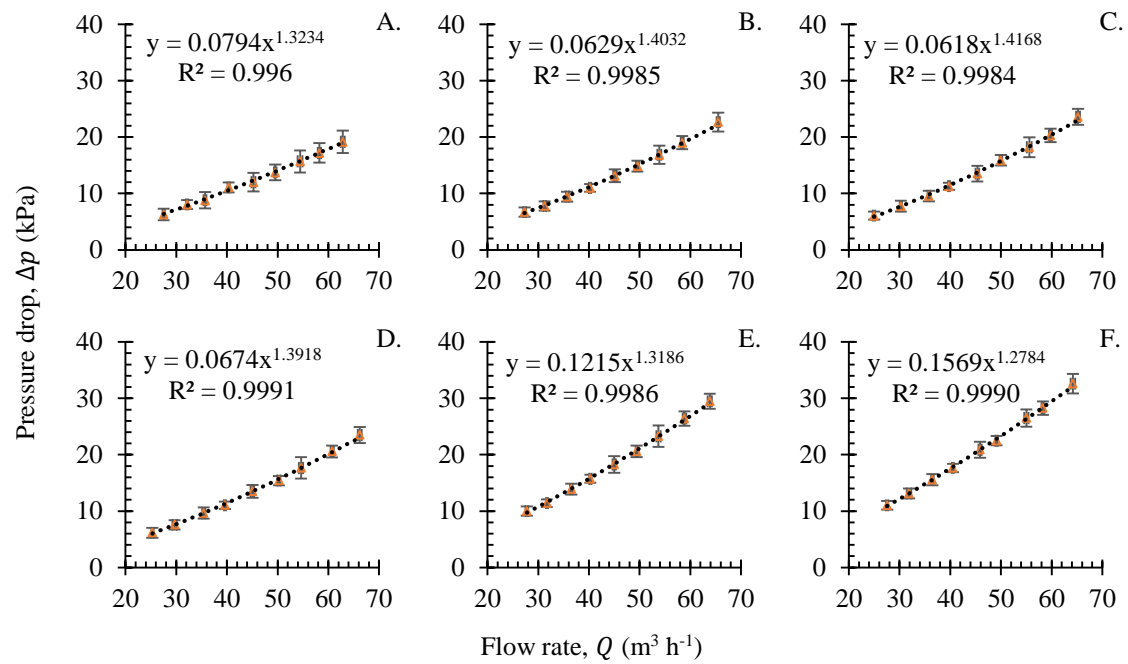 Pressure drop, Δp (kPa)
A.
y = 0.0794x^1.3234
R² = 0.996
40
30
20
10
0
20 30 40 50 60 70
B.
y = 0.0629x^1.4032
R² = 0.9985
40
30
20
10
0
20 30 40 50 60 70
C.
y = 0.0618x^1.4168
R² = 0.9984
40
30
20
10
0
20 30 40 50 60 70
D.
y = 0.0674x^1.3918
R² = 0.9991
40
30
20
10
0
20 30 40 50 60 70
E.
y = 0.1215x^1.3186
R² = 0.9986
40
30
20
10
0
20 30 40 50 60 70
F.
y = 0.1569x^1.2784
R² = 0.9990
40
30
20
10
0
20 30 40 50 60 70
Flow rate, Q (m³ h⁻¹)